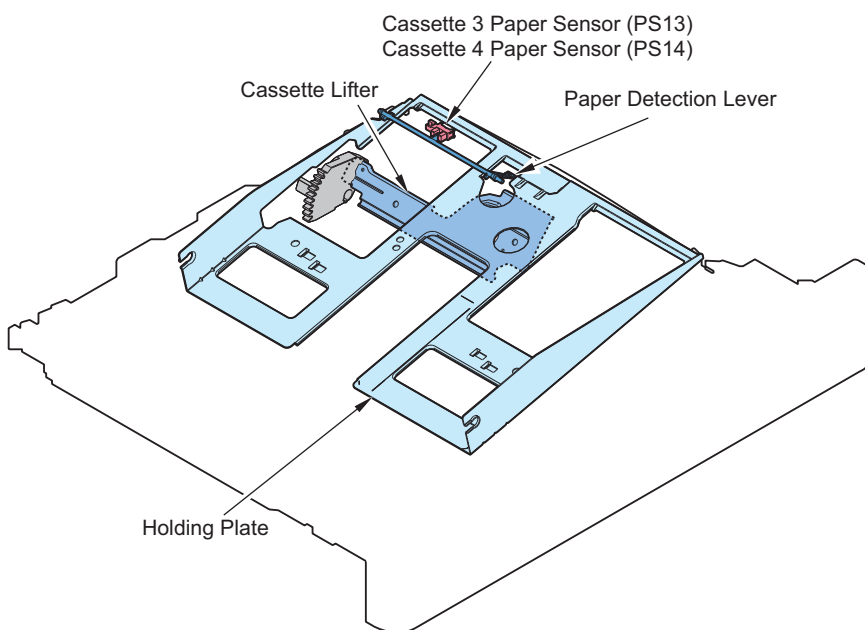 Cassette 3 Paper Sensor (PS13)
Cassette 4 Paper Sensor (PS14)
Cassette Lifter
Paper Detection Lever
Holding Plate